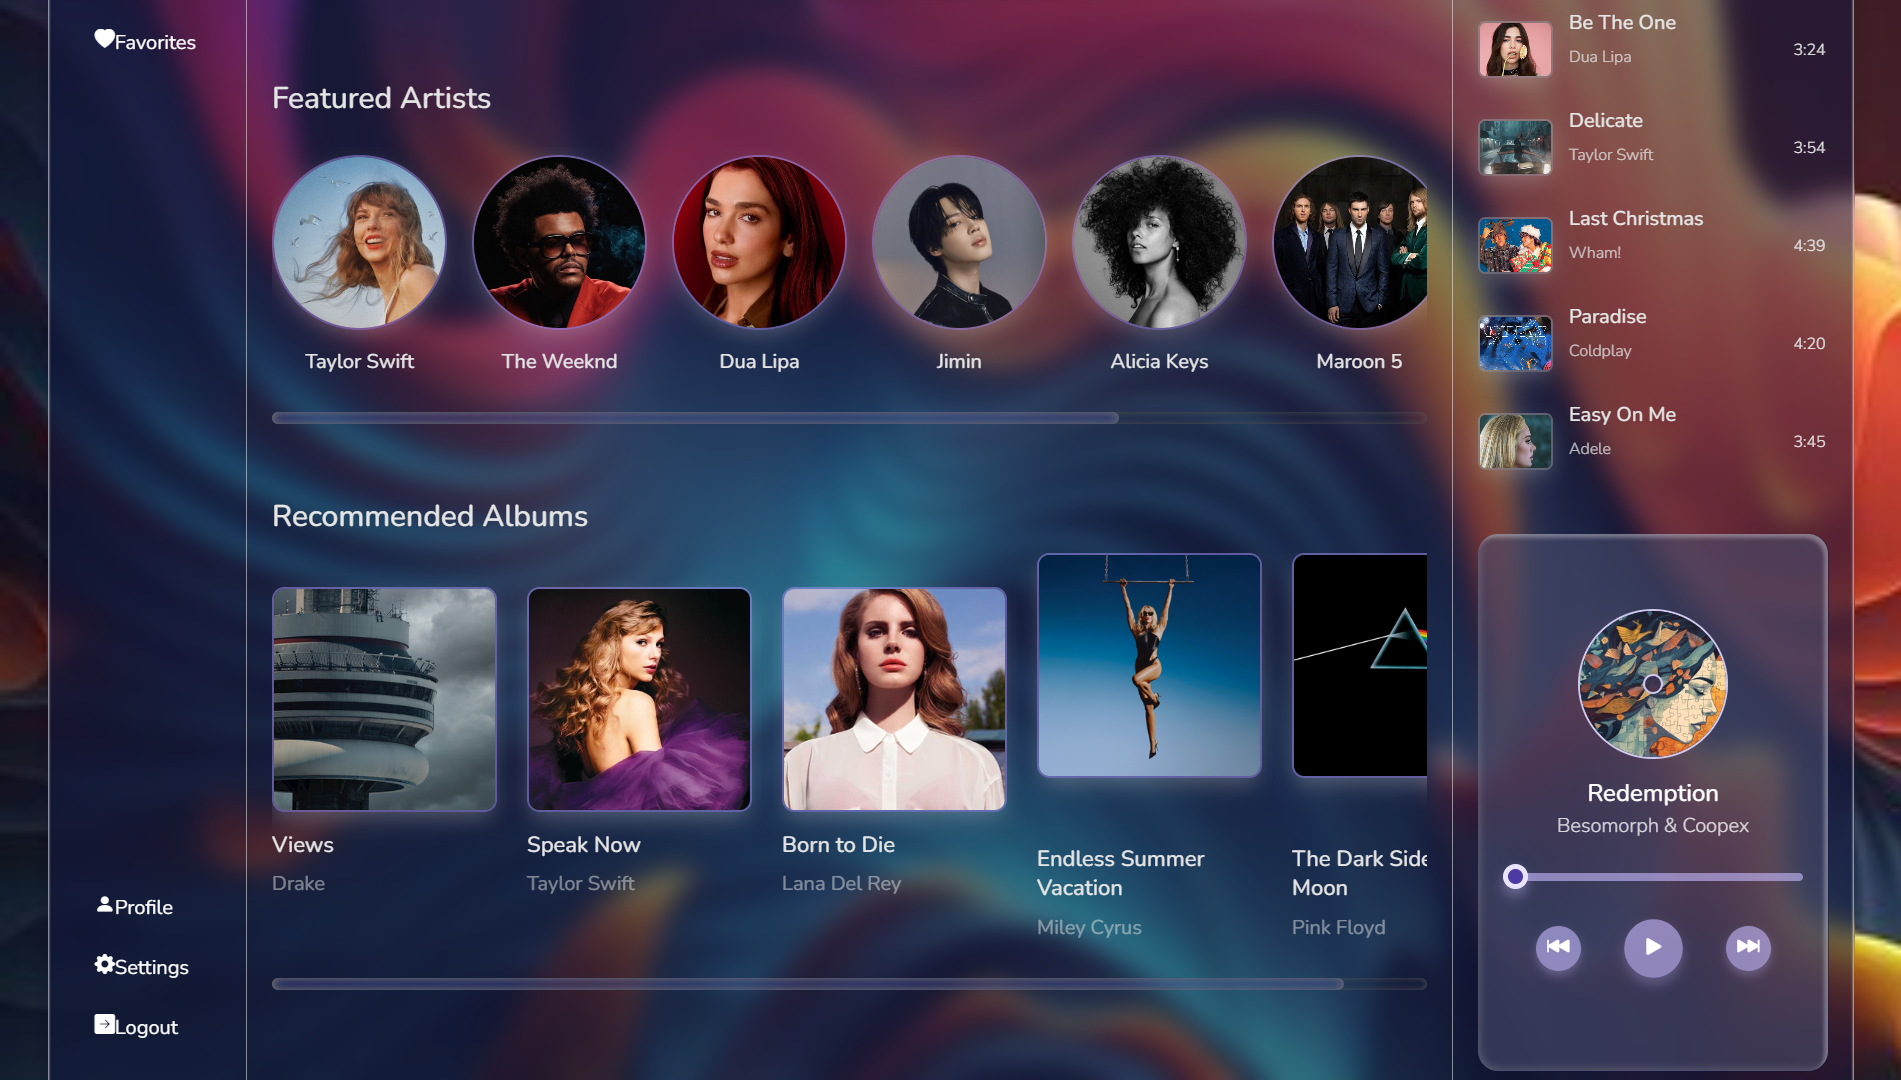 Favorites
Profile
Settings
Logout
Featured Artists
Taylor Swift
The Weeknd
Dua Lipa
Jimin
Alicia Keys
Maroon 5
Recommended Albums
Views
Drake
Speak Now
Taylor Swift
Born to Die
Lana Del Rey
Endless Summer
Vacation
Miley Cyrus
The Dark Side
Moon
Pink Floyd
Be The One
Dua Lipa
3:24
Delicate
Taylor Swift
3:54
Last Christmas
Wham!
4:39
Paradise
Coldplay
4:20
Easy On Me
Adele
3:45
Redemption
Besomorph & Coopex